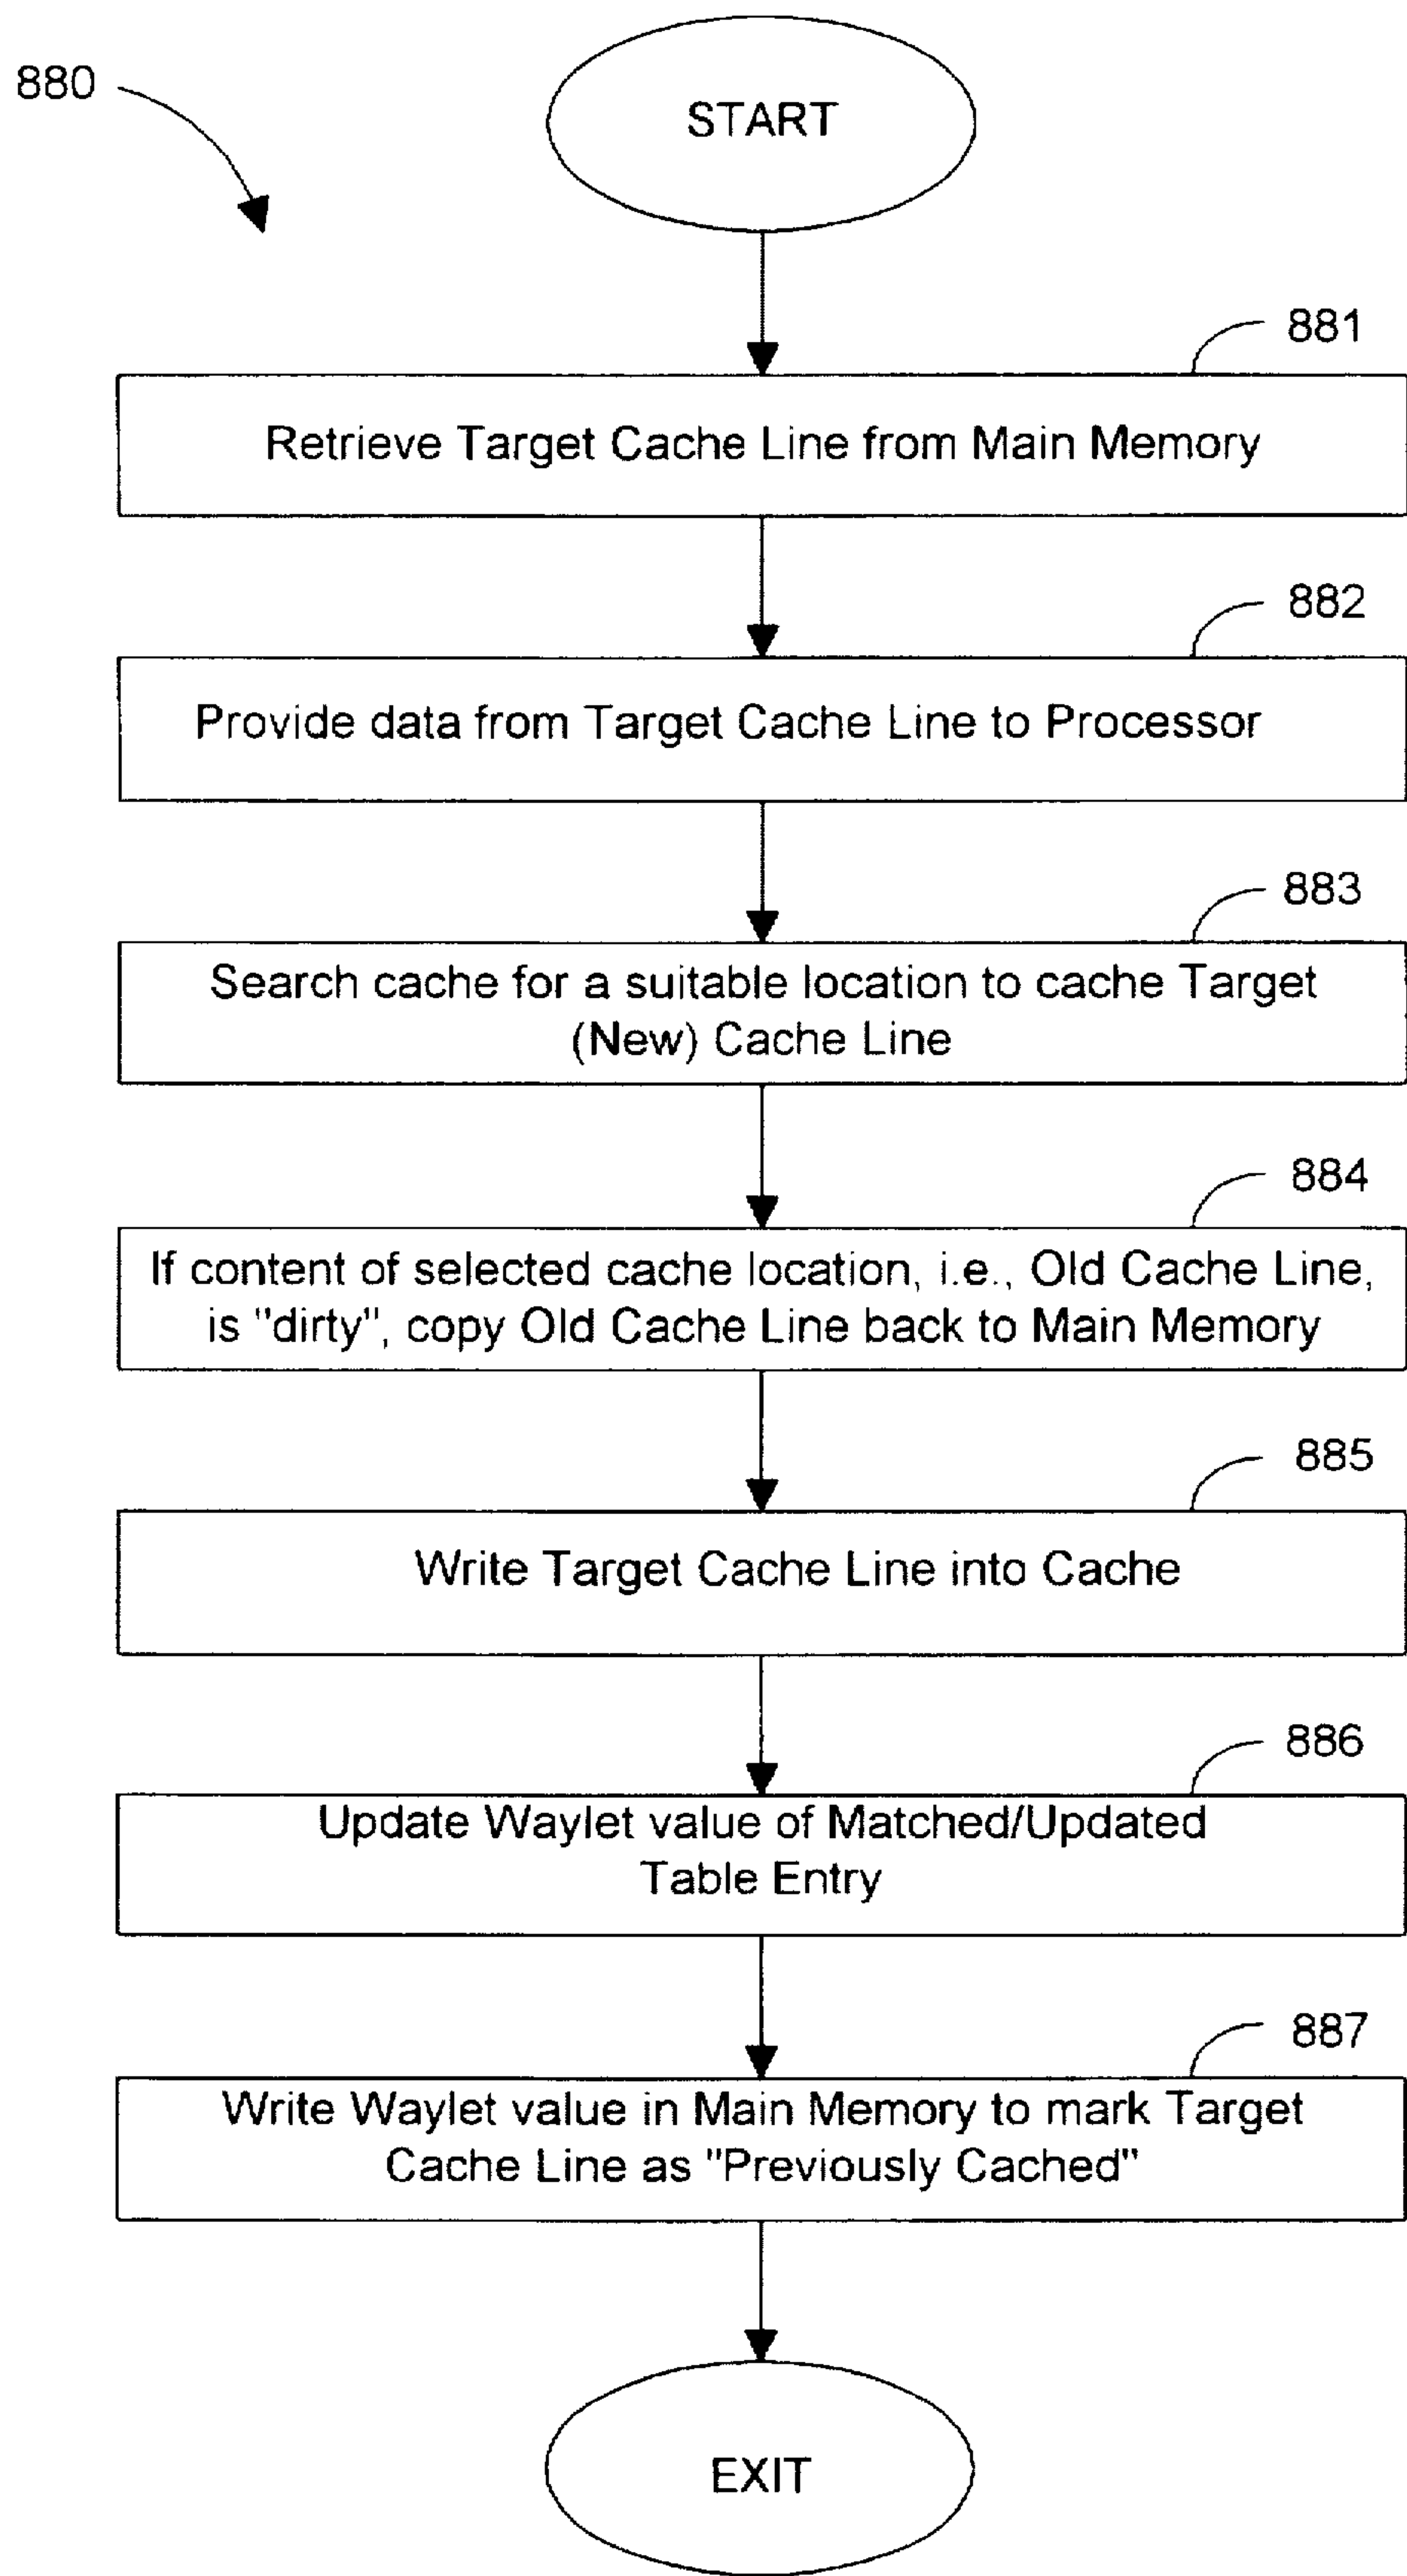 880
START
881
Retrieve Target Cache Line from Main Memory
882
Provide data from Target Cache Line to Processor
883
Search cache for a suitable location to cache Target
(New) Cache Line
884
If content of selected cache location, i.e., Old Cache Line,
is "dirty", copy Old Cache Line back to Main Memory
885
Write Target Cache Line into Cache
886
Update Waylet value of Matched/Updated
Table Entry
887
Write Waylet value in Main Memory to mark Target
Cache Line as "Previously Cached"
EXIT